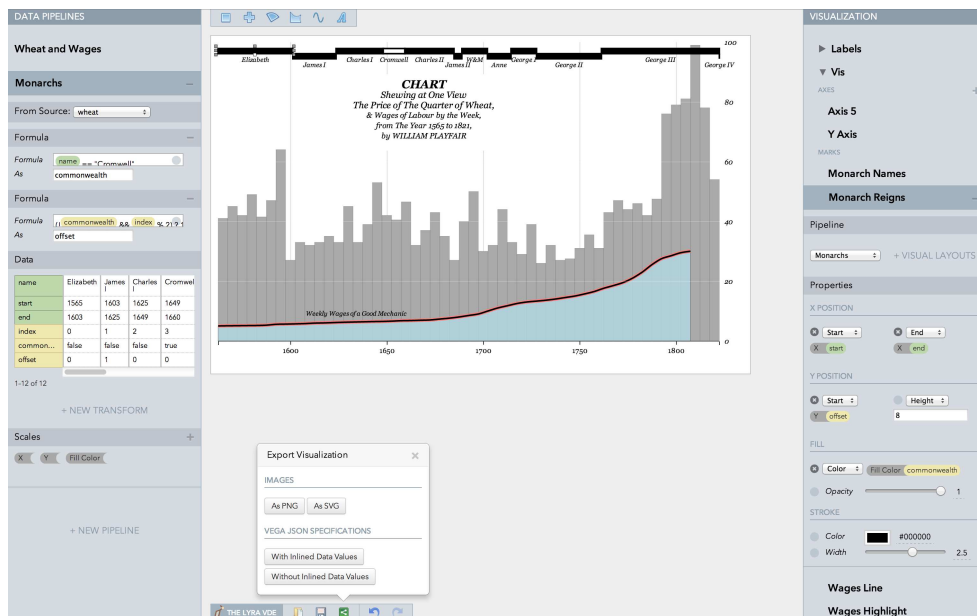 DATA PIPELINES
Wheat and Wages
Monarchs
From Source: wheat
Formula
Formula name == "Cromwell"
As commonwealth
Formula
Formula commonwealth && index % 2) ? 1
As offset
Data
name Elizabeth James I Charles I Cromwel
start 1565 1603 1625 1649
end 1603 1625 1649 1660
index 0 1 2 3
common... false false false true
offset 0 1 0 0
1-12 of 12
+ NEW TRANSFORM
Scales +
X Y Fill Color
+ NEW PIPELINE
Elizabeth James I Charles I Cromwell Charles II James II W&M Anne George I George II George III George IV
CHART
Shewing at One View
The Price of The Quarter of Wheat,
& Wages of Labour by the Week,
from The Year 1565 to 1821,
by WILLIAM PLAYFAIR
100
80
60
40
20
0
Weekly Wages of a Good Mechanic
1600 1650 1700 1750 1800
Export Visualization
IMAGES
As PNG As SVG
VEGA JSON SPECIFICATIONS
With Inlined Data Values
Without Inlined Data Values
THE LYRA VDE
VISUALIZATION
Labels
Vis
AXES
Axis 5
Y Axis
MARKS
Monarch Names
Monarch Reigns
Pipeline
Monarchs + VISUAL LAYOUTS
Properties
X POSITION
Start End
X start X end
Y POSITION
Start Height
Y offset 8
FILL
Color Fill Color commonwealth
Opacity 1
STROKE
Color #000000
Width 2.5
Wages Line
Wages Highlight